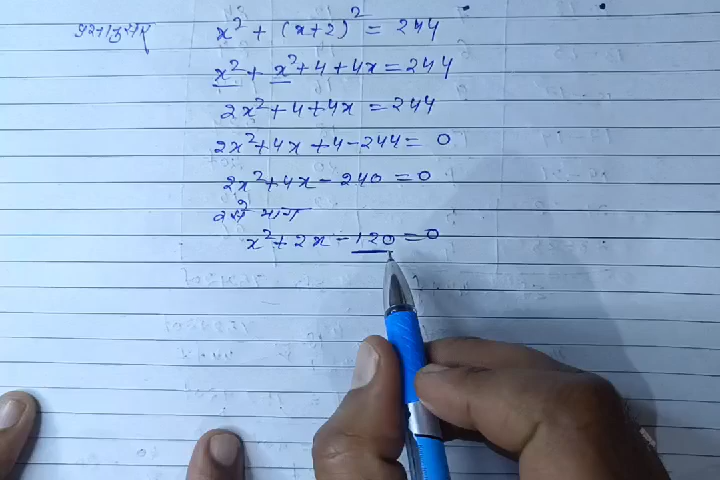 प्रश्नानुसार x² + (x+2)² = 244
x² + x² + 4 + 4x = 244
2x² + 4 + 4x = 244
2x² + 4x + 4 - 244 = 0
2x² + 4x - 240 = 0
2 से भाग
x² + 2x - 120 = 0